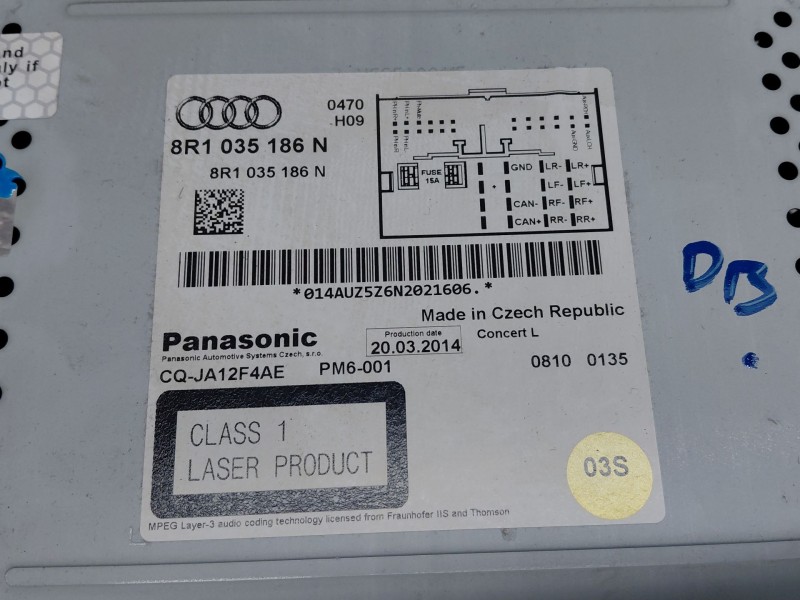 nd
ly if
ot
0470
H09
8R1 035 186 N
8R1 035 186 N
FUSE
15A
GND LR- LR+
LF- LF+
CAN- RF- RF+
CAN+ RR- RR+
*014AUZ5Z6N2021606.*
Made in Czech Republic
Panasonic
Panasonic Automotive Systems Czech, s.r.o.
Production date
20.03.2014
Concert L
CQ-JA12F4AE PM6-001
0810 0135
CLASS 1
LASER PRODUCT
03S
MPEG Layer-3 audio coding technology licensed from Fraunhofer IIS and Thomson
DB